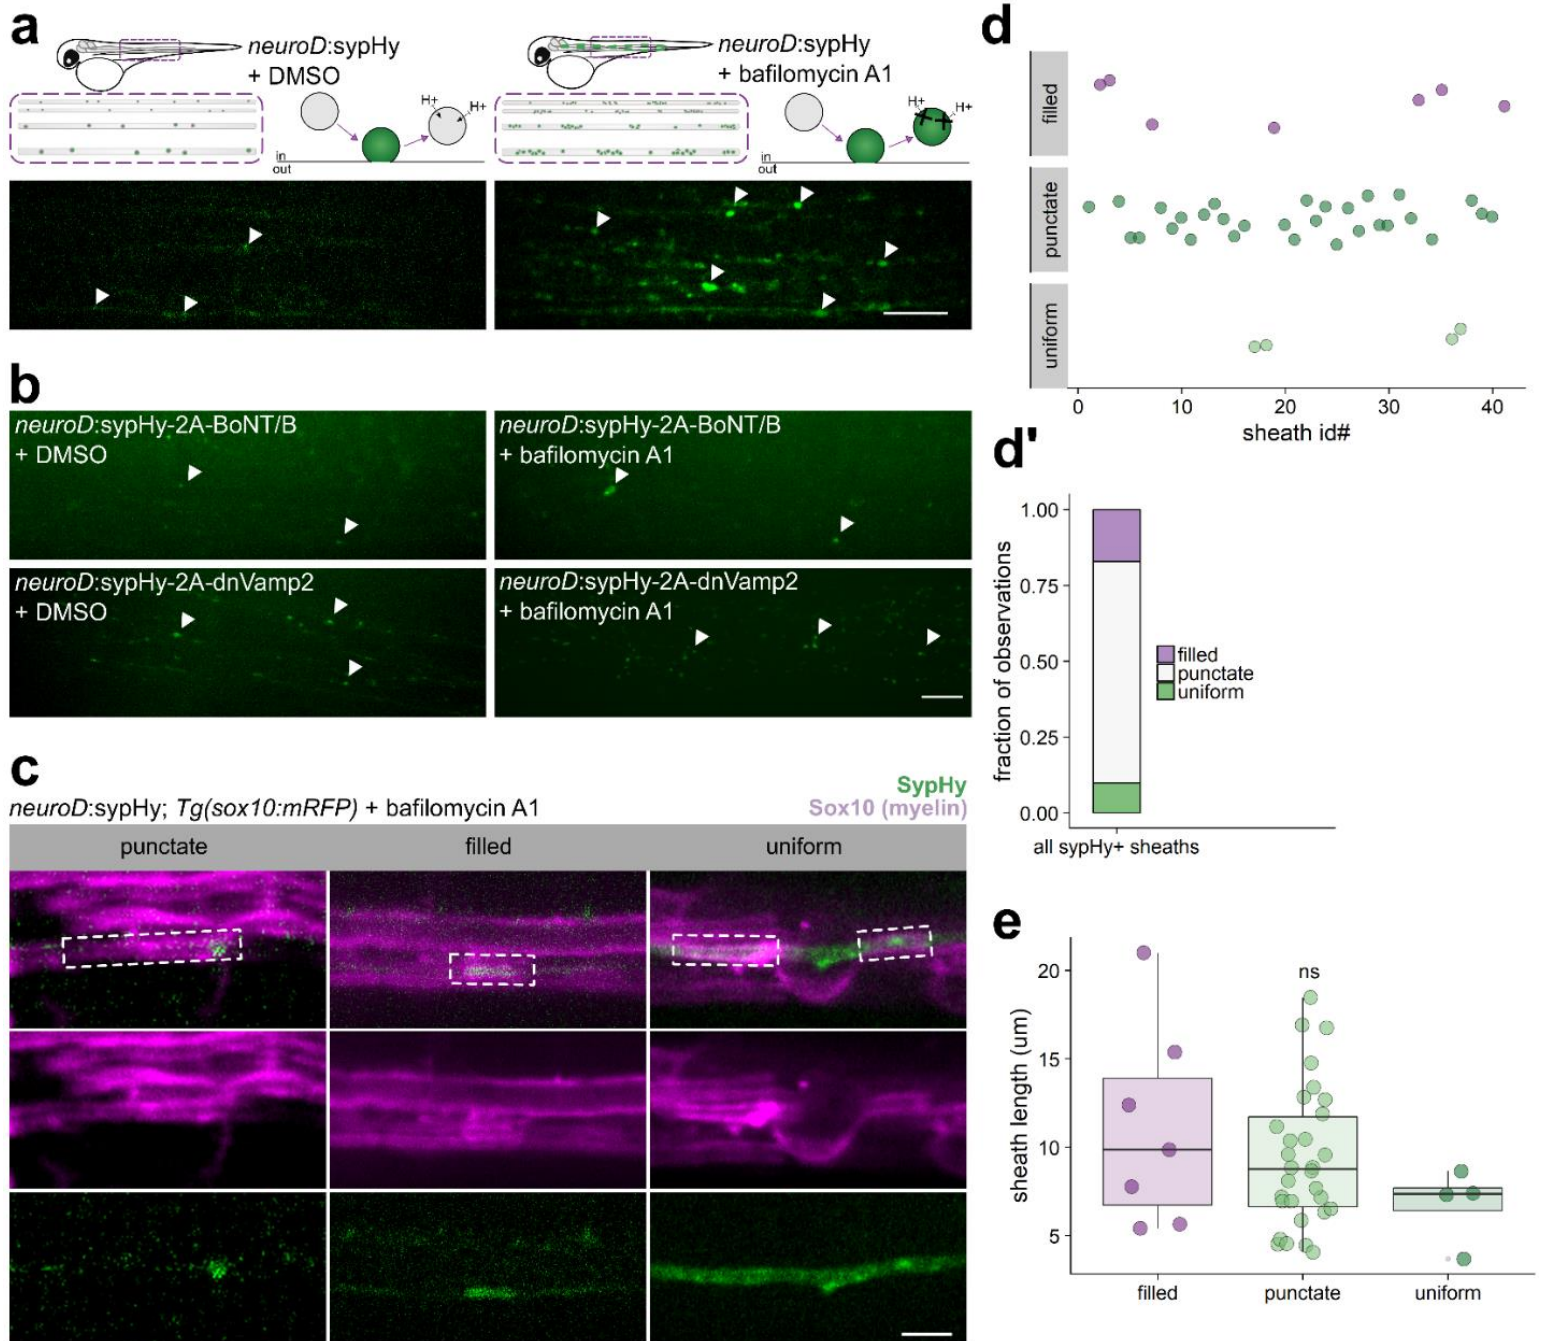 a
neuroD:sypHy
+ DMSO
H+
H+
in
out
neuroD:sypHy
+ bafilomycin A1
H+
H+
in
out
b
neuroD:sypHy-2A-BoNT/B
+ DMSO
neuroD:sypHy-2A-BoNT/B
+ bafilomycin A1
neuroD:sypHy-2A-dnVamp2
+ DMSO
neuroD:sypHy-2A-dnVamp2
+ bafilomycin A1
c
SypHy
neuroD:sypHy; Tg(sox10:mRFP) + bafilomycin A1
Sox10 (myelin)
punctate
filled
uniform
d
filled
punctate
uniform
0
10
20
30
40
sheath id#
d'
fraction of observations
1.00
0.75
0.50
0.25
0.00
filled
punctate
uniform
all sypHy+ sheaths
e
sheath length (um)
20
15
10
5
ns
filled
punctate
uniform